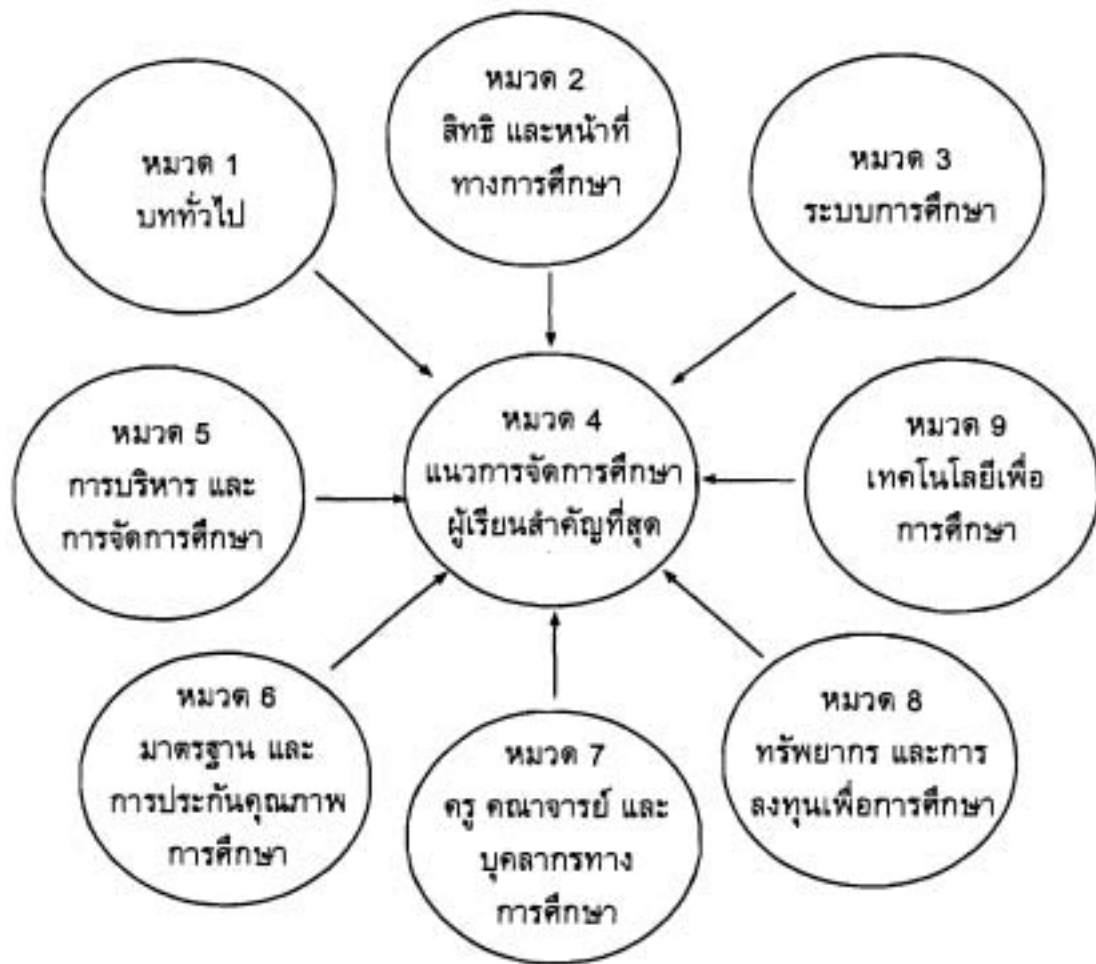 หมวด 1
บททั่วไป
หมวด 2
สิทธิ และหน้าที่
ทางการศึกษา
หมวด 3
ระบบการศึกษา
หมวด 4
แนวการจัดการศึกษา
ผู้เรียนสำคัญที่สุด
หมวด 5
การบริหาร และ
การจัดการศึกษา
หมวด 9
เทคโนโลยีเพื่อ
การศึกษา
หมวด 6
มาตรฐาน และ
การประกันคุณภาพ
การศึกษา
หมวด 7
ครู คณาจารย์ และ
บุคลากรทาง
การศึกษา
หมวด 8
ทรัพยากร และการ
ลงทุนเพื่อการศึกษา